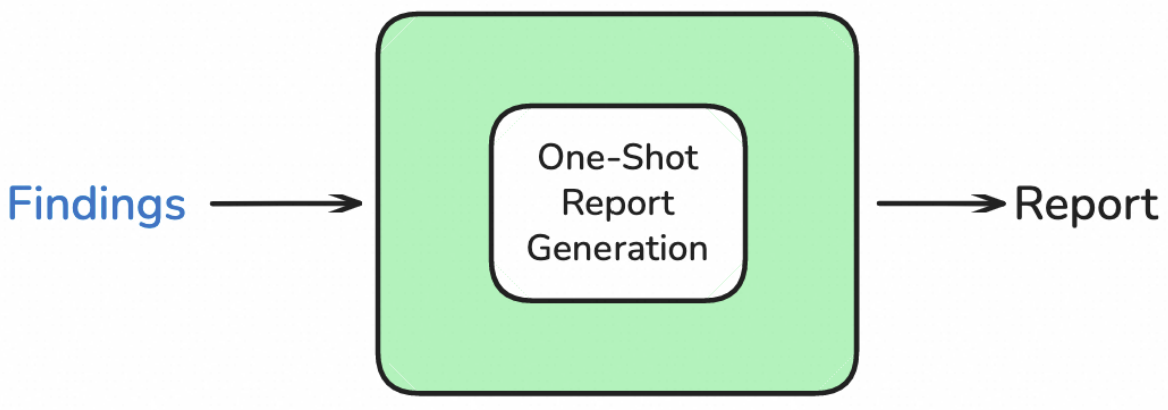 Findings
One-Shot
Report
Generation
Report